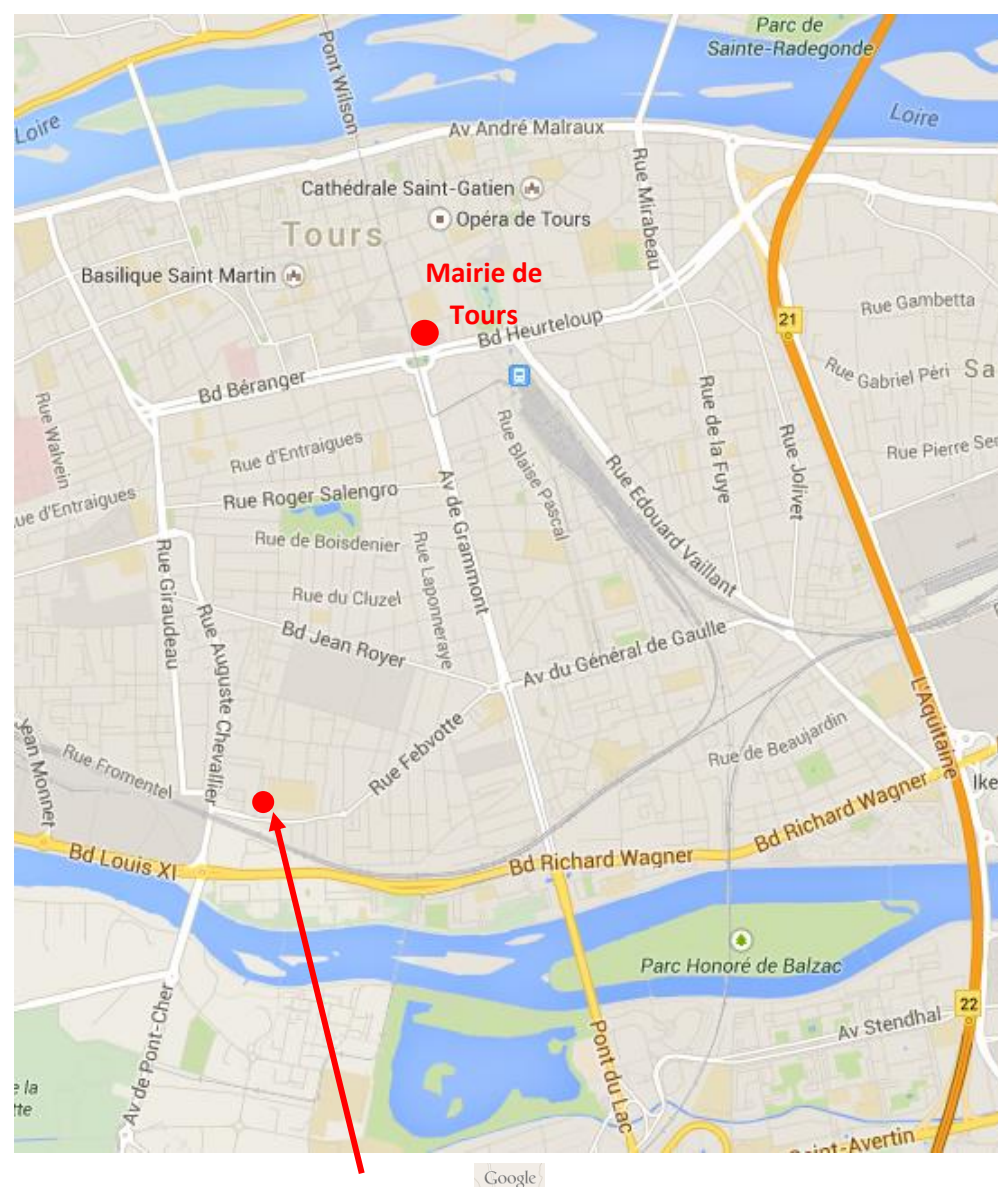 Parc de
Sainte-Radegonde
Pont Wilson
Loire
Loire
Av André Malraux
Rue Mirabeau
Cathédrale Saint-Gatien
Opéra de Tours
Tours
Mairie de
Tours
Basilique Saint Martin
Rue Gambetta
21
Bd Heurteloup
Rue Gabriel Péri
Sa
Bd Béranger
Rue Walvein
Rue de la Fuye
Rue Jolivet
Rue Blaise Pascal
Rue d'Entraigues
Rue Pierre Ser
Av de Grammont
Rue Edouard Vaillant
Rue Roger Salengro
ue d'Entraigues
Rue de Boisdenier
Rue Laponneraye
Rue Giraudeau
Rue du Cluzel
Rue Auguste Chevallier
Bd Jean Royer
Av du Général de Gaulle
L'Aquitaine
Jean Monnet
Rue Febvotte
Rue de Beaujardin
Rue Fromentel
Ike
Bd Richard Wagner
Bd Louis XI
Bd Richard Wagner
Parc Honoré de Balzac
Av de Pont-Cher
22
Av Stendhal
Pont du Lac
e la
tte
aint-Avertin
Google